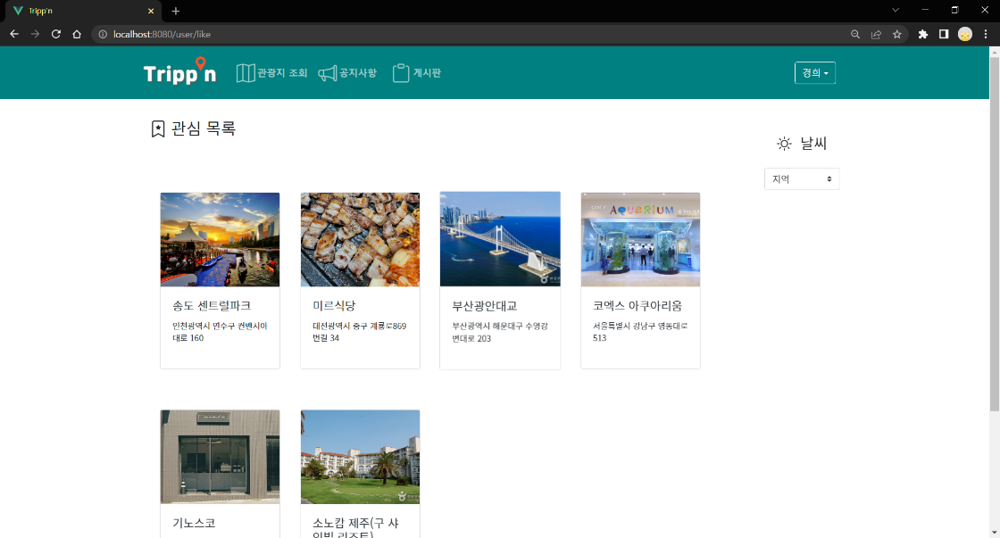 Tripp'n
localhost:8080/user/like
Tripp'n
관광지 조회
공지사항
게시판
경희
관심 목록
날씨
지역
AQUARIUM
송도 센트럴파크
인천광역시 연수구 컨벤시아
대로 160
미르식당
대전광역시 중구 계룡로869
번길 34
부산광안대교
부산광역시 해운대구 수영강
변대로 203
코엑스 아쿠아리움
서울특별시 강남구 영동대로
513
기노스코
소노캄 제주(구 샤
인빌 리조트)